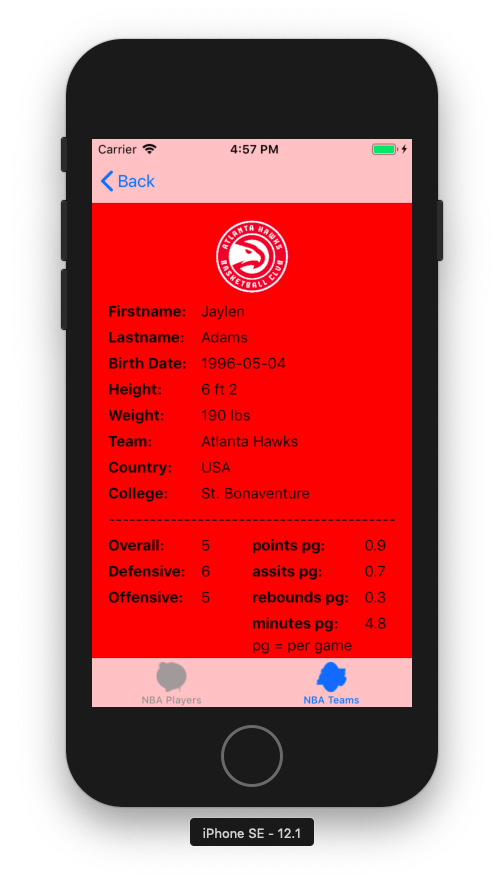 Carrier 4:57 PM
Back
ATLANTA HAWKS
BASKETBALL CLUB
Firstname: Jaylen
Lastname: Adams
Birth Date: 1996-05-04
Height: 6 ft 2
Weight: 190 lbs
Team: Atlanta Hawks
Country: USA
College: St. Bonaventure
----------------------------------------
Overall: 5 points pg: 0.9
Defensive: 6 assits pg: 0.7
Offensive: 5 rebounds pg: 0.3
minutes pg: 4.8
pg = per game
NBA Players NBA Teams
iPhone SE - 12.1